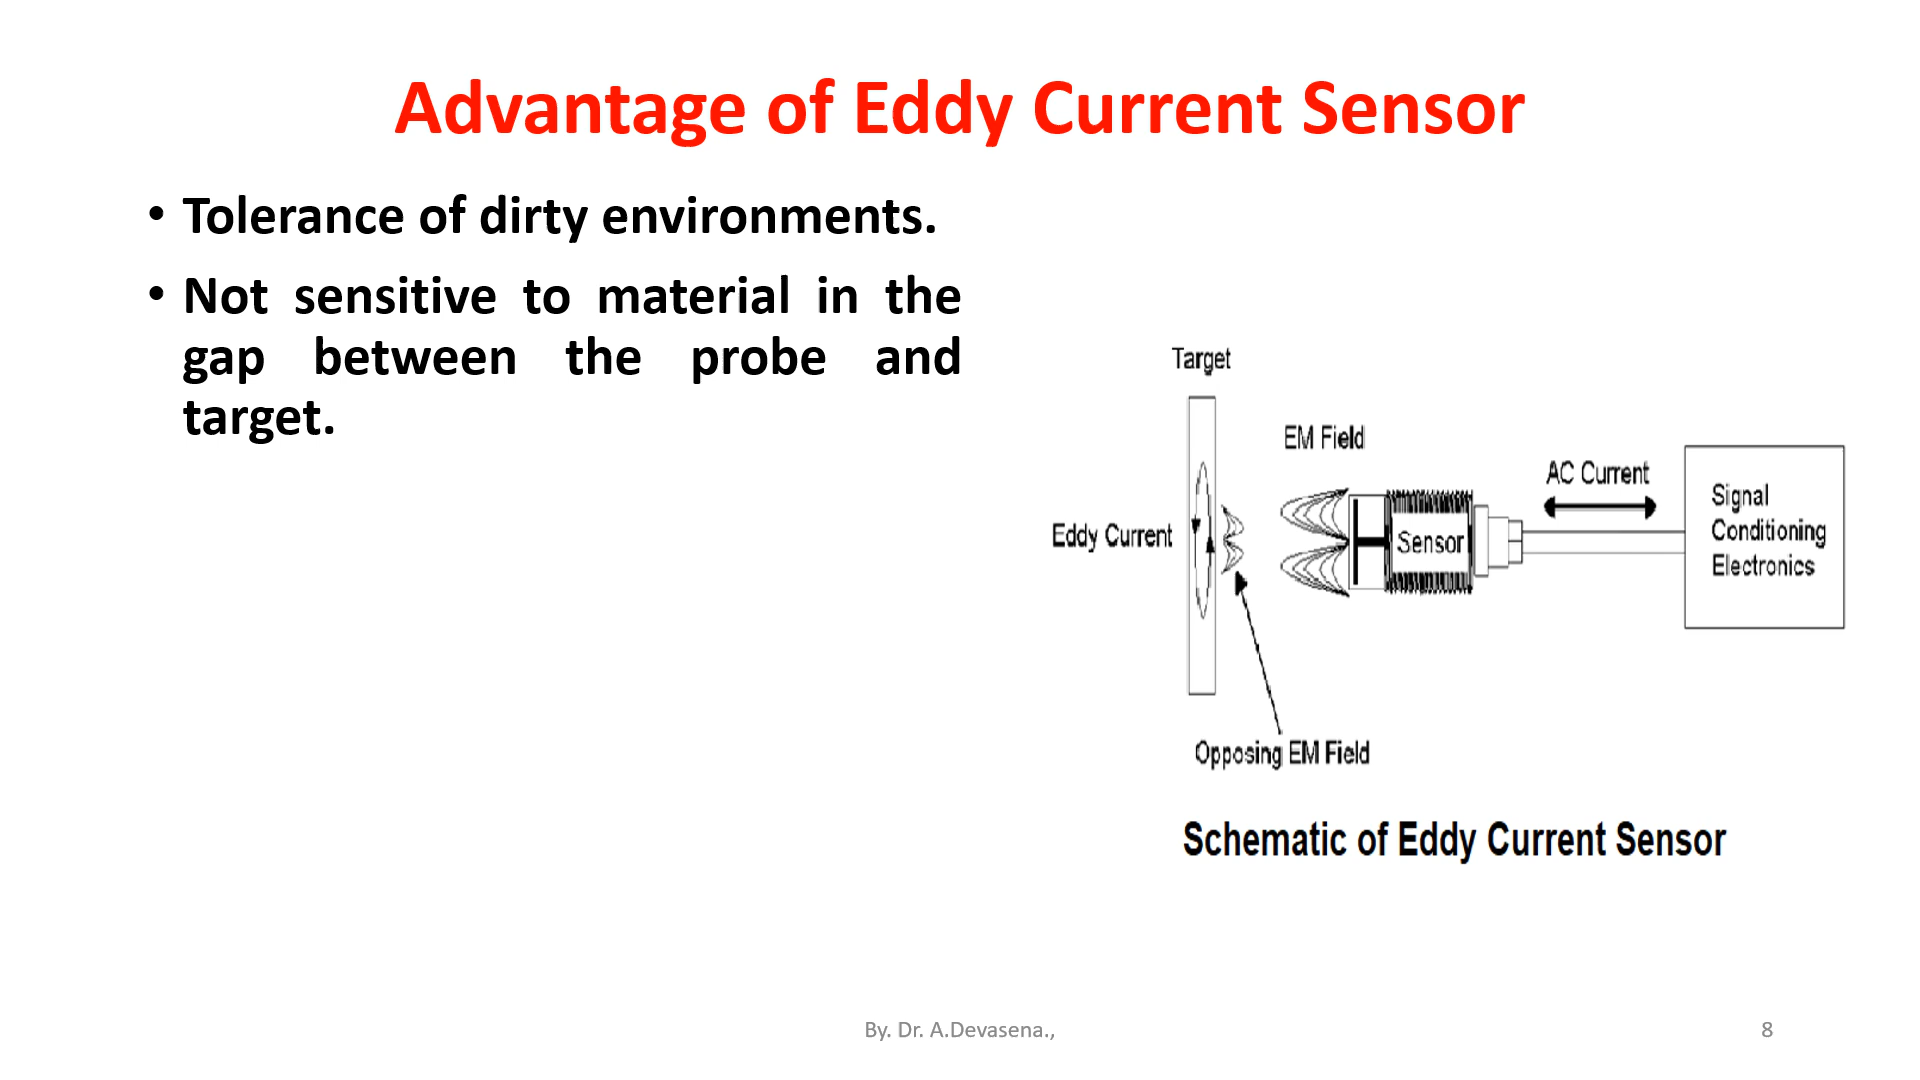 Advantage of Eddy Current Sensor
• Tolerance of dirty environments.
• Not sensitive to material in the
gap between the probe and
target.
Target
EM Field
AC Current
Signal
Conditioning
Electronics
Eddy Current
Sensor
Opposing EM Field
Schematic of Eddy Current Sensor
By. Dr. A.Devasena.,
8